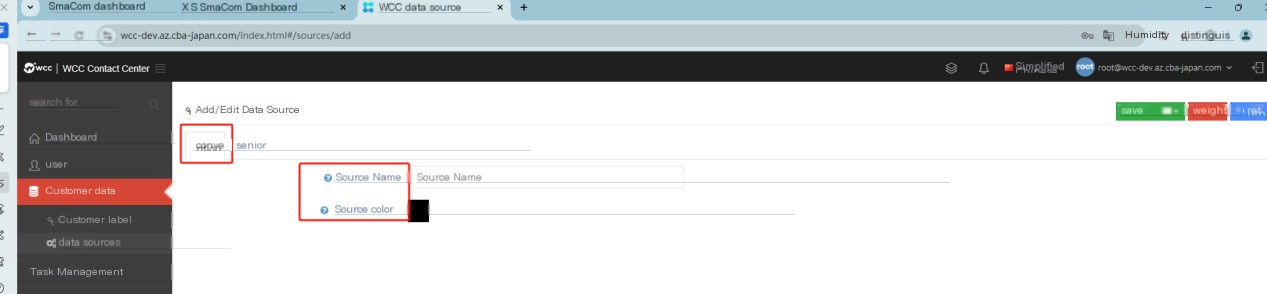 SmaCom dashboard X S SmaCom Dashboard × WCC data source × +
wcc-dev.az.cba-japan.com/index.html#/sources/add Humidity distinguis
wcc | WCC Contact Center Simplified root root@wcc-dev.az.cba-japan.com
search for
Add/Edit Data Source save weight
senior
Dashboard
user
Source Name Source Name
Customer data
Source color
Customer label
data sources
Task Management